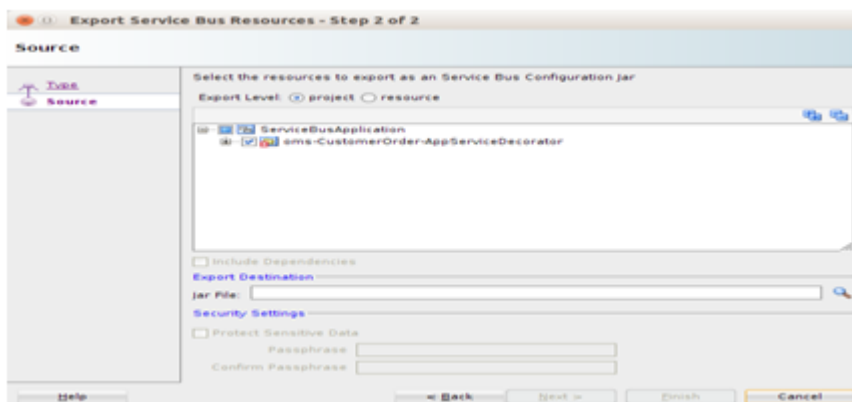 Export Service Bus Resources - Step 2 of 2
Source
Type
Source
Select the resources to export as an Service Bus Configuration jar
Export Level: project resource
ServiceBusApplication
oms-CustomerOrder-AppServiceDecorator
Include Dependencies
Export Destination
Jar File:
Security Settings
Protect Sensitive Data
Passphrase
Confirm Passphrase
Help < Back Next > Finish Cancel